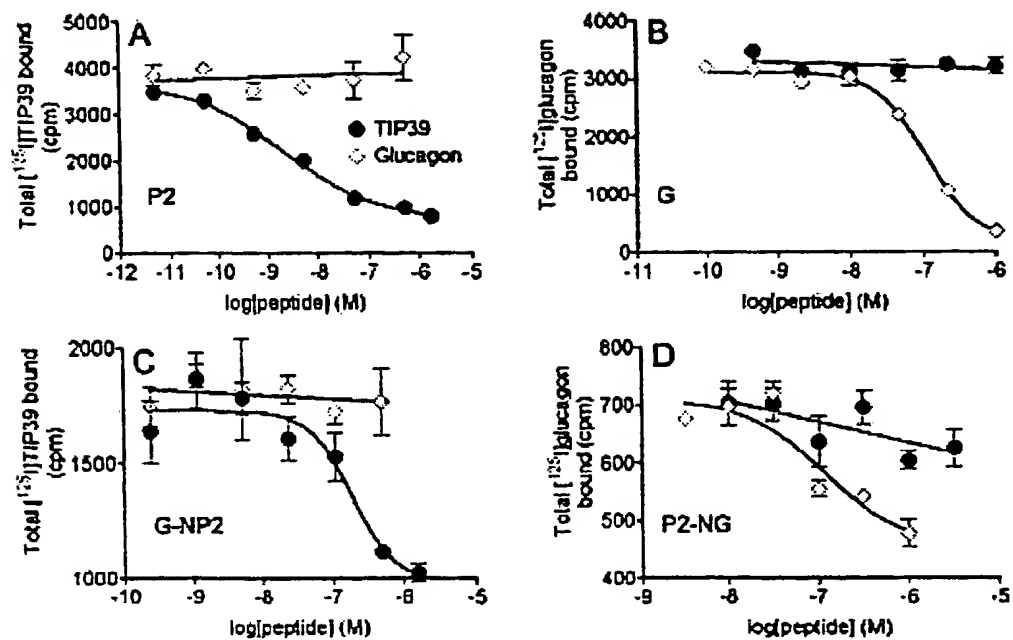 A
5000
4000
3000
2000
1000
0
Total [¹²⁵I]TIP39 bound
(cpm)
TIP39
Glucagon
P2
-12 -11 -10 -9 -8 -7 -6 -5
log[peptide] (M)
B
4000
3000
2000
1000
0
Total [¹²⁵I]glucagon
bound (cpm)
G
-11 -10 -9 -8 -7 -6
log[peptide] (M)
C
2000
1500
1000
Total [¹²⁵I]TIP39 bound
(cpm)
G-NP2
-10 -9 -8 -7 -6 -5
log[peptide] (M)
D
800
700
600
500
400
Total [¹²⁵I]glucagon
bound (cpm)
P2-NG
-9 -8 -7 -6 -5
log[peptide] (M)